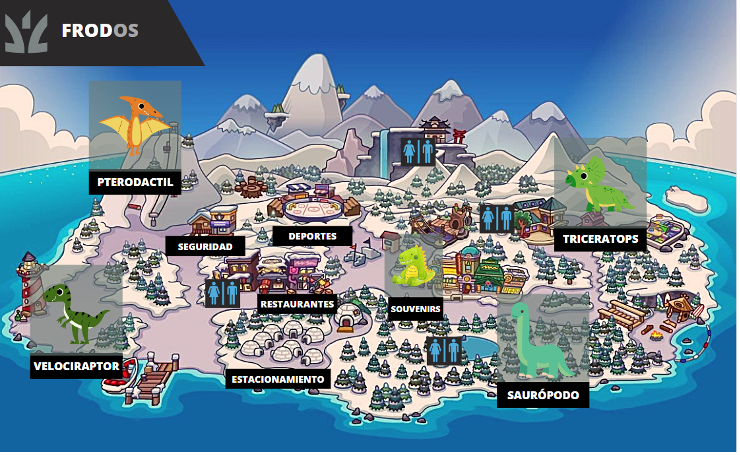 FRODOS
PTERODACTIL
SEGURIDAD
DEPORTES
TRICERATOPS
RESTAURANTES
SOUVENIRS
VELOCIRAPTOR
ESTACIONAMIENTO
SAURÓPODO